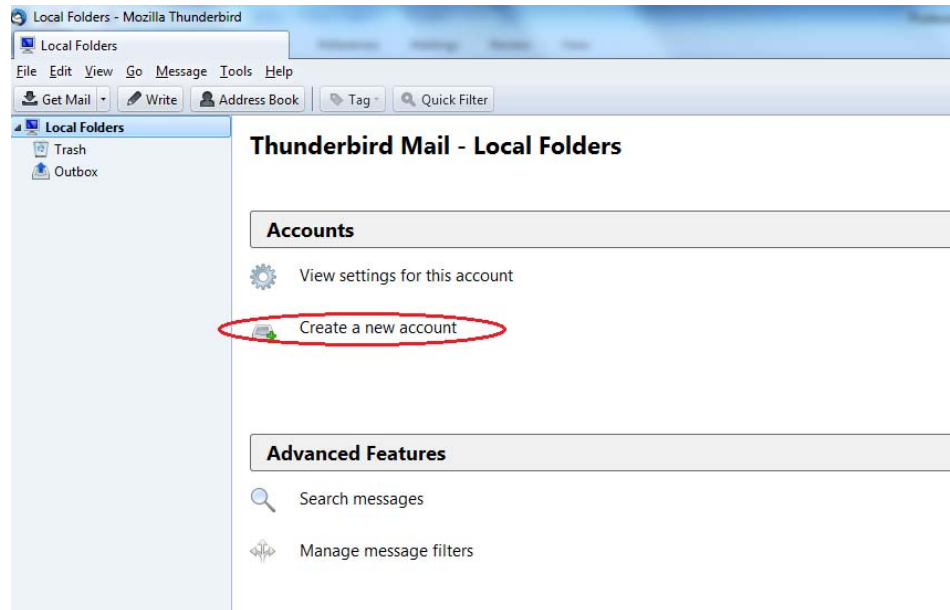 Local Folders - Mozilla Thunderbird
Local Folders
File Edit View Go Message Tools Help
Get Mail Write Address Book Tag Quick Filter
Local Folders
Trash
Outbox
Thunderbird Mail - Local Folders
Accounts
View settings for this account
Create a new account
Advanced Features
Search messages
Manage message filters